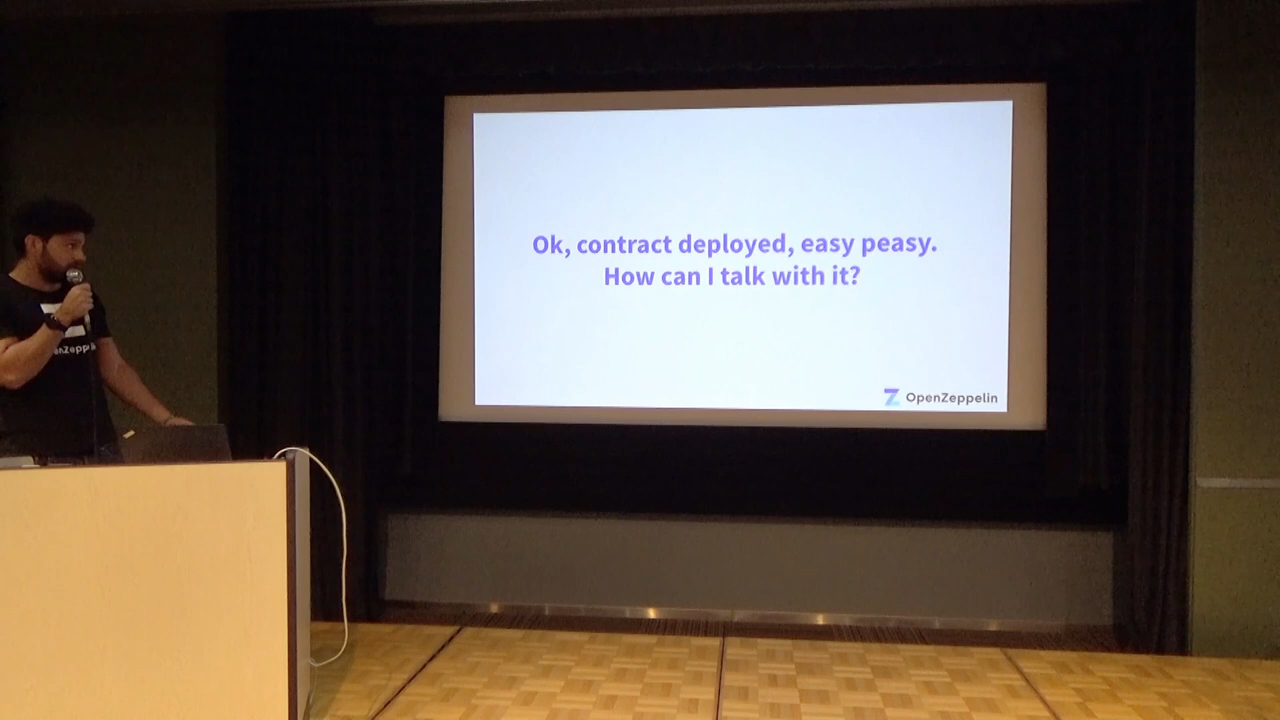 Ok, contract deployed, easy peasy.
How can I talk with it?
OpenZeppelin